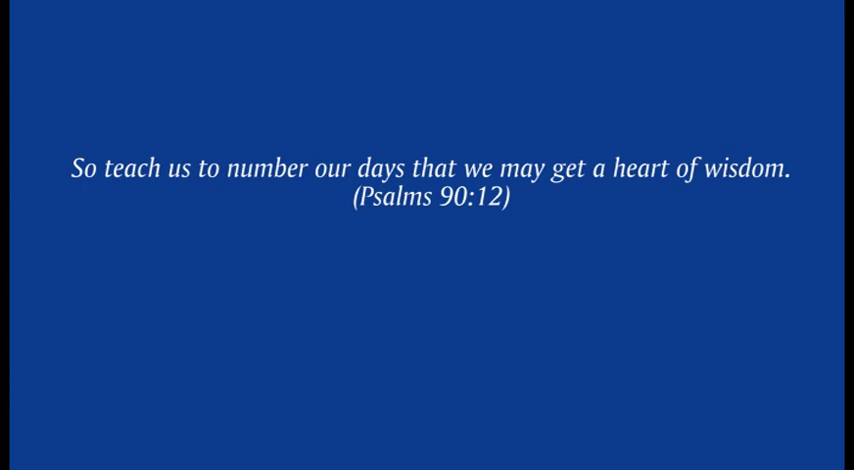 So teach us to number our days that we may get a heart of wisdom.
(Psalms 90:12)